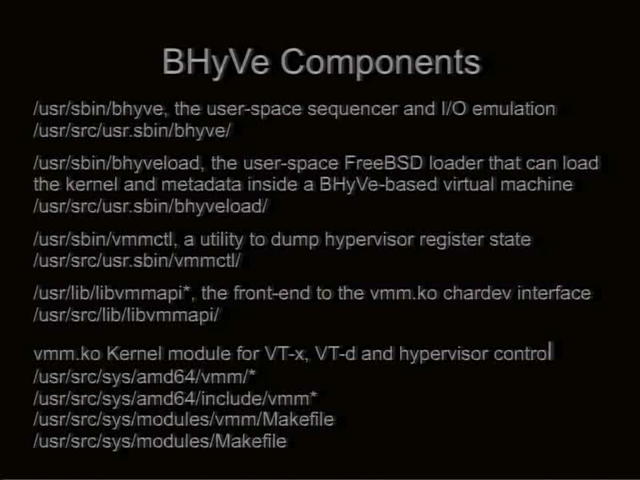 BHyVe Components
/usr/sbin/bhyve, the user-space sequencer and I/O emulation
/usr/src/usr.sbin/bhyve/
/usr/sbin/bhyveload, the user-space FreeBSD loader that can load
the kernel and metadata inside a BHyVe-based virtual machine
/usr/src/usr.sbin/bhyveload/
/usr/sbin/vmmctl, a utility to dump hypervisor register state
/usr/src/usr.sbin/vmmctl/
/usr/lib/libvmmapi*, the front-end to the vmm.ko chardev interface
/usr/src/lib/libvmmapi/
vmm.ko Kernel module for VT-x, VT-d and hypervisor control
/usr/src/sys/amd64/vmm/*
/usr/src/sys/amd64/include/vmm*
/usr/src/sys/modules/vmm/Makefile
/usr/src/sys/modules/Makefile